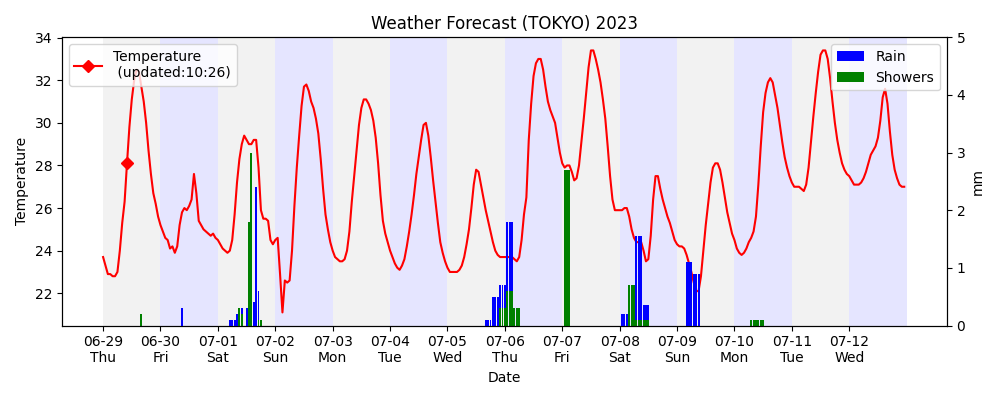 Weather Forecast (TOKYO) 2023
Temperature
(updated:10:26)
Rain
Showers
34
32
30
28
26
24
22
Temperature
5
4
3
2
1
0
mm
06-29 06-30 07-01 07-02 07-03 07-04 07-05 07-06 07-07 07-08 07-09 07-10 07-11 07-12
Thu Fri Sat Sun Mon Tue Wed Thu Fri Sat Sun Mon Tue Wed
Date